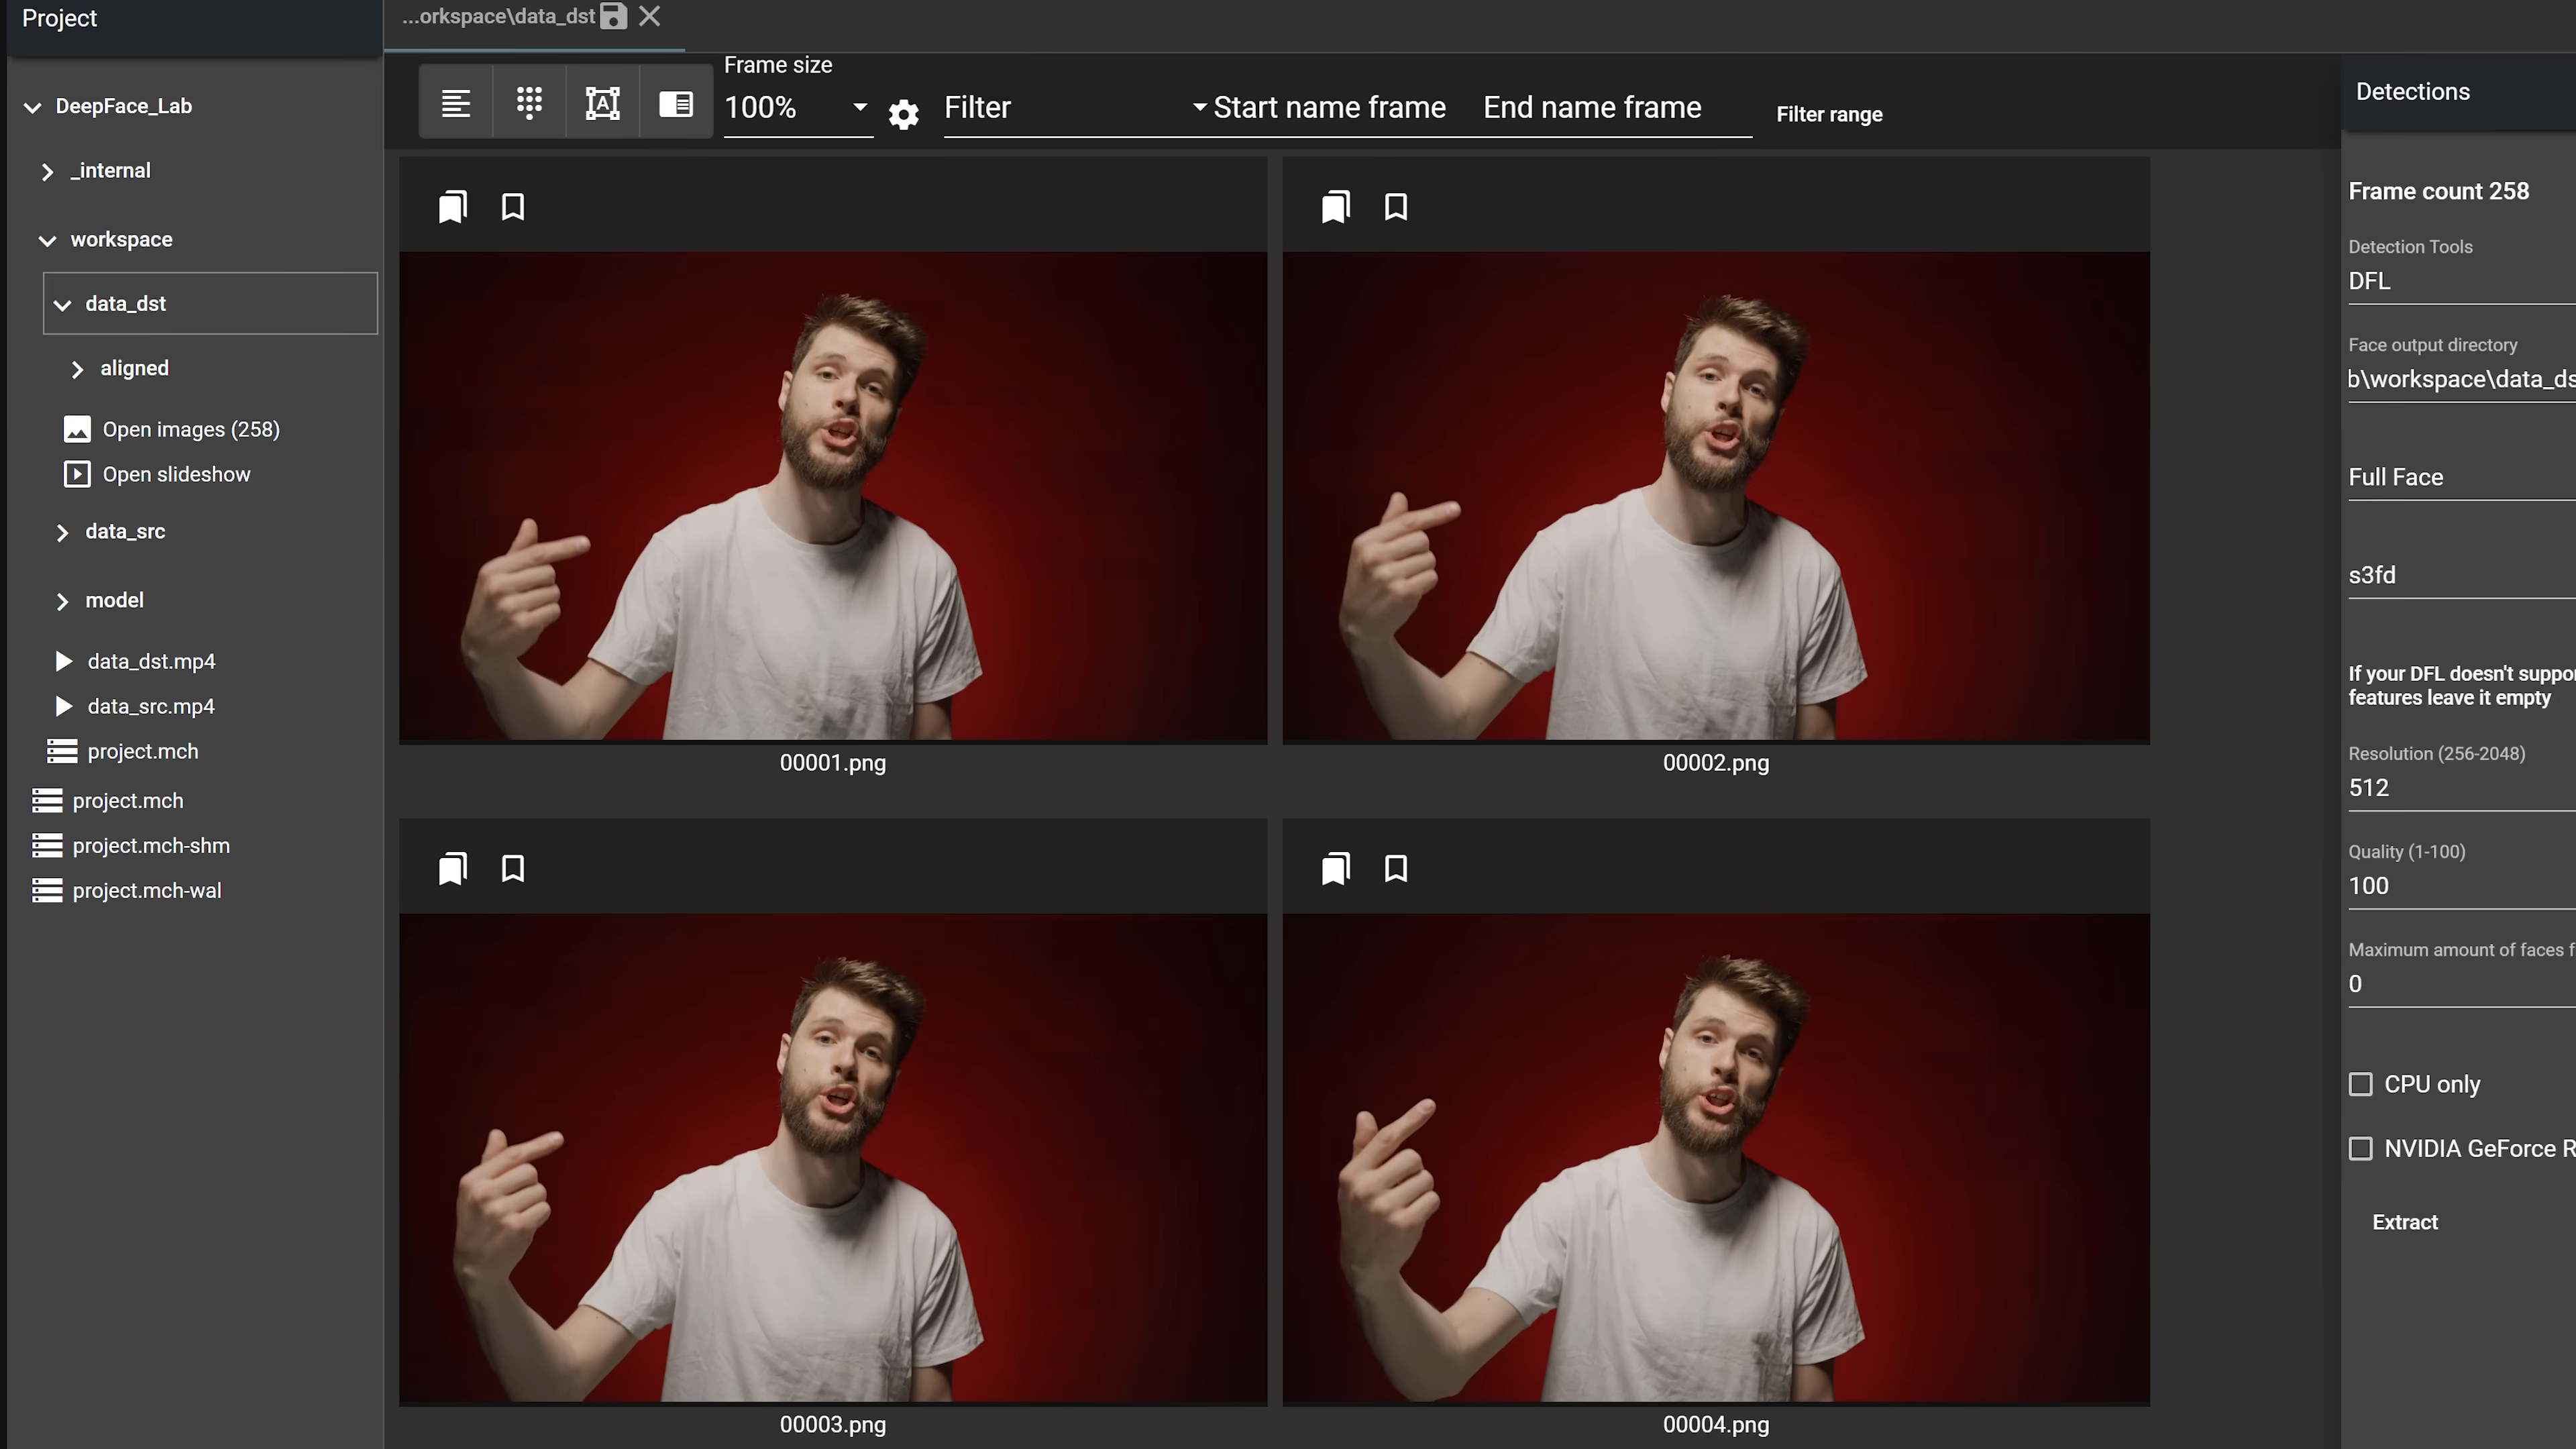 Project
...orkspace\data_dst
DeepFace_Lab
_internal
workspace
data_dst
aligned
Open images (258)
Open slideshow
data_src
model
data_dst.mp4
data_src.mp4
project.mch
project.mch
project.mch-shm
project.mch-wal
Frame size
100%
Filter
Start name frame
End name frame
Filter range
A
00001.png
00002.png
00003.png
00004.png
Detections
Frame count 258
Detection Tools
DFL
Face output directory
b\workspace\data_ds
Full Face
s3fd
If your DFL doesn't suppo
features leave it empty
Resolution (256-2048)
512
Quality (1-100)
100
Maximum amount of faces f
0
CPU only
NVIDIA GeForce R
Extract